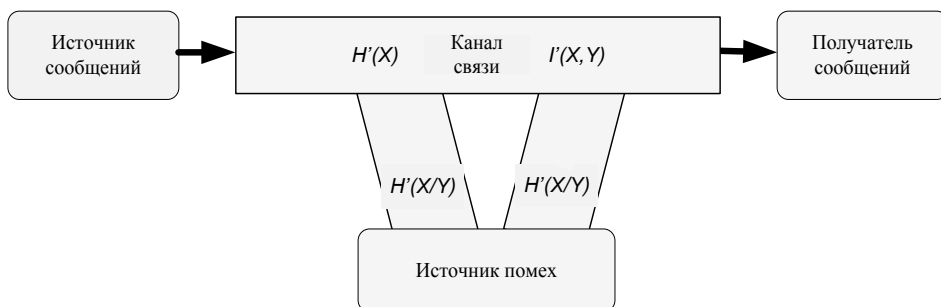 Источник
сообщений
H'(X)
Канал
связи
I'(X,Y)
Получатель
сообщений
H'(X/Y)
H'(X/Y)
Источник помех